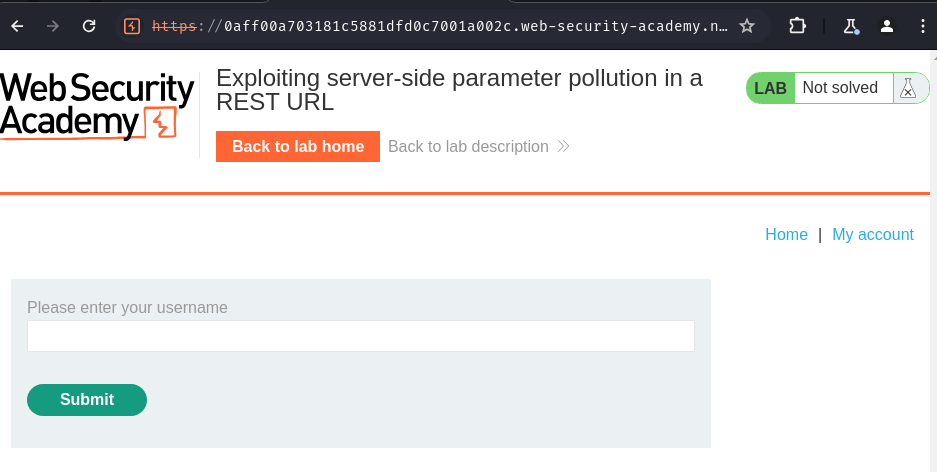 https://0aff00a703181c5881dfd0c7001a002c.web-security-academy.n…
Web Security
Academy
Exploiting server-side parameter pollution in a
REST URL
LAB Not solved
Back to lab home Back to lab description
Home | My account
Please enter your username
Submit